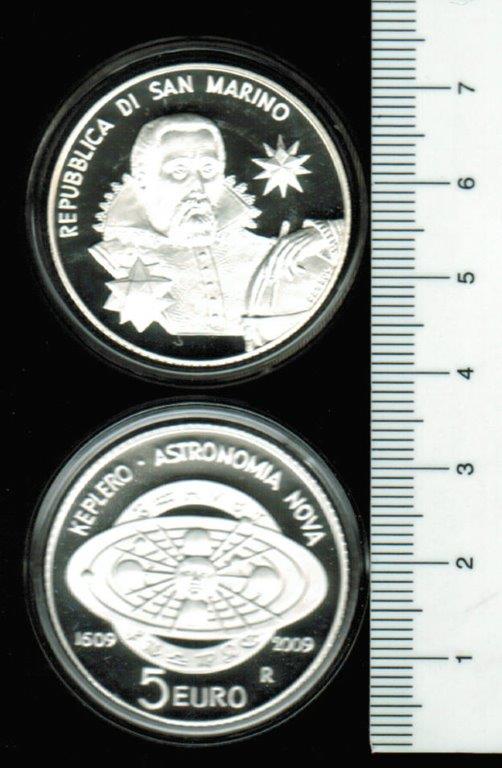 REPUBBLICA DI SAN MARINO
KEPLERO - ASTRONOMIA NOVA
1609 2009
R
5 EURO
7
6
5
4
3
2
1